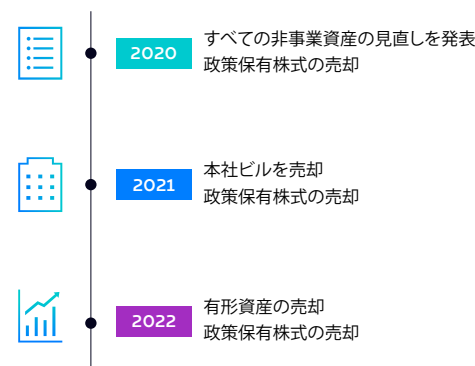 2020
すべての非事業資産の見直しを発表
政策保有株式の売却
2021
本社ビルを売却
政策保有株式の売却
2022
有形資産の売却
政策保有株式の売却